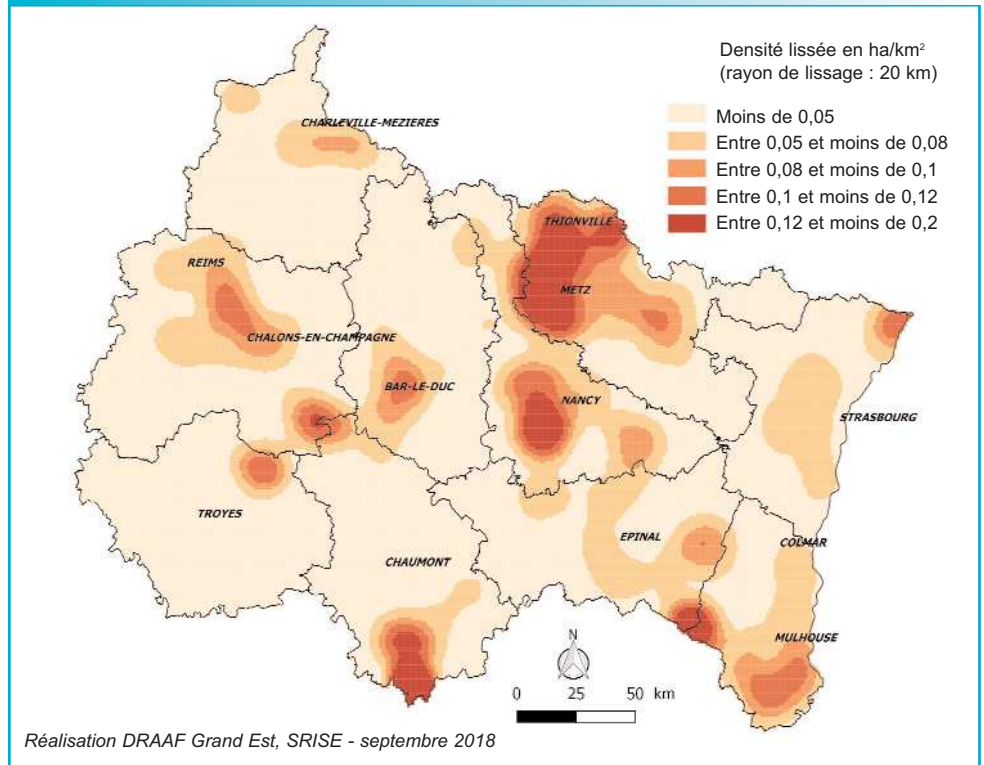 Densité lissée en ha/km²
(rayon de lissage : 20 km)
Moins de 0,05
Entre 0,05 et moins de 0,08
Entre 0,08 et moins de 0,1
Entre 0,1 et moins de 0,12
Entre 0,12 et moins de 0,2
CHARLEVILLE-MEZIERES
THIONVILLE
REIMS
METZ
CHALONS-EN-CHAMPAGNE
BAR-LE-DUC
NANCY
STRASBOURG
TROYES
EPINAL
COLMAR
CHAUMONT
MULHOUSE
N
0 25 50 km
Réalisation DRAAF Grand Est, SRISE - septembre 2018